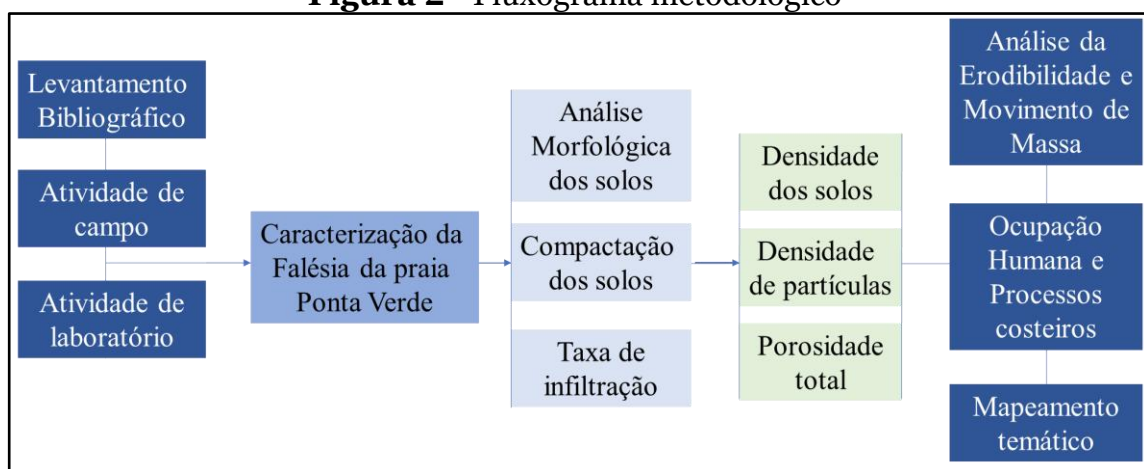 Figura 2 - Fluxograma metodológico
Levantamento
Bibliográfico
Atividade de
campo
Atividade de
laboratório
Caracterização da
Falésia da praia
Ponta Verde
Análise
Morfológica
dos solos
Compactação
dos solos
Taxa de
infiltração
Densidade
dos solos
Densidade
de partículas
Porosidade
total
Análise da
Erodibilidade e
Movimento de
Massa
Ocupação
Humana e
Processos
costeiros
Mapeamento
temático